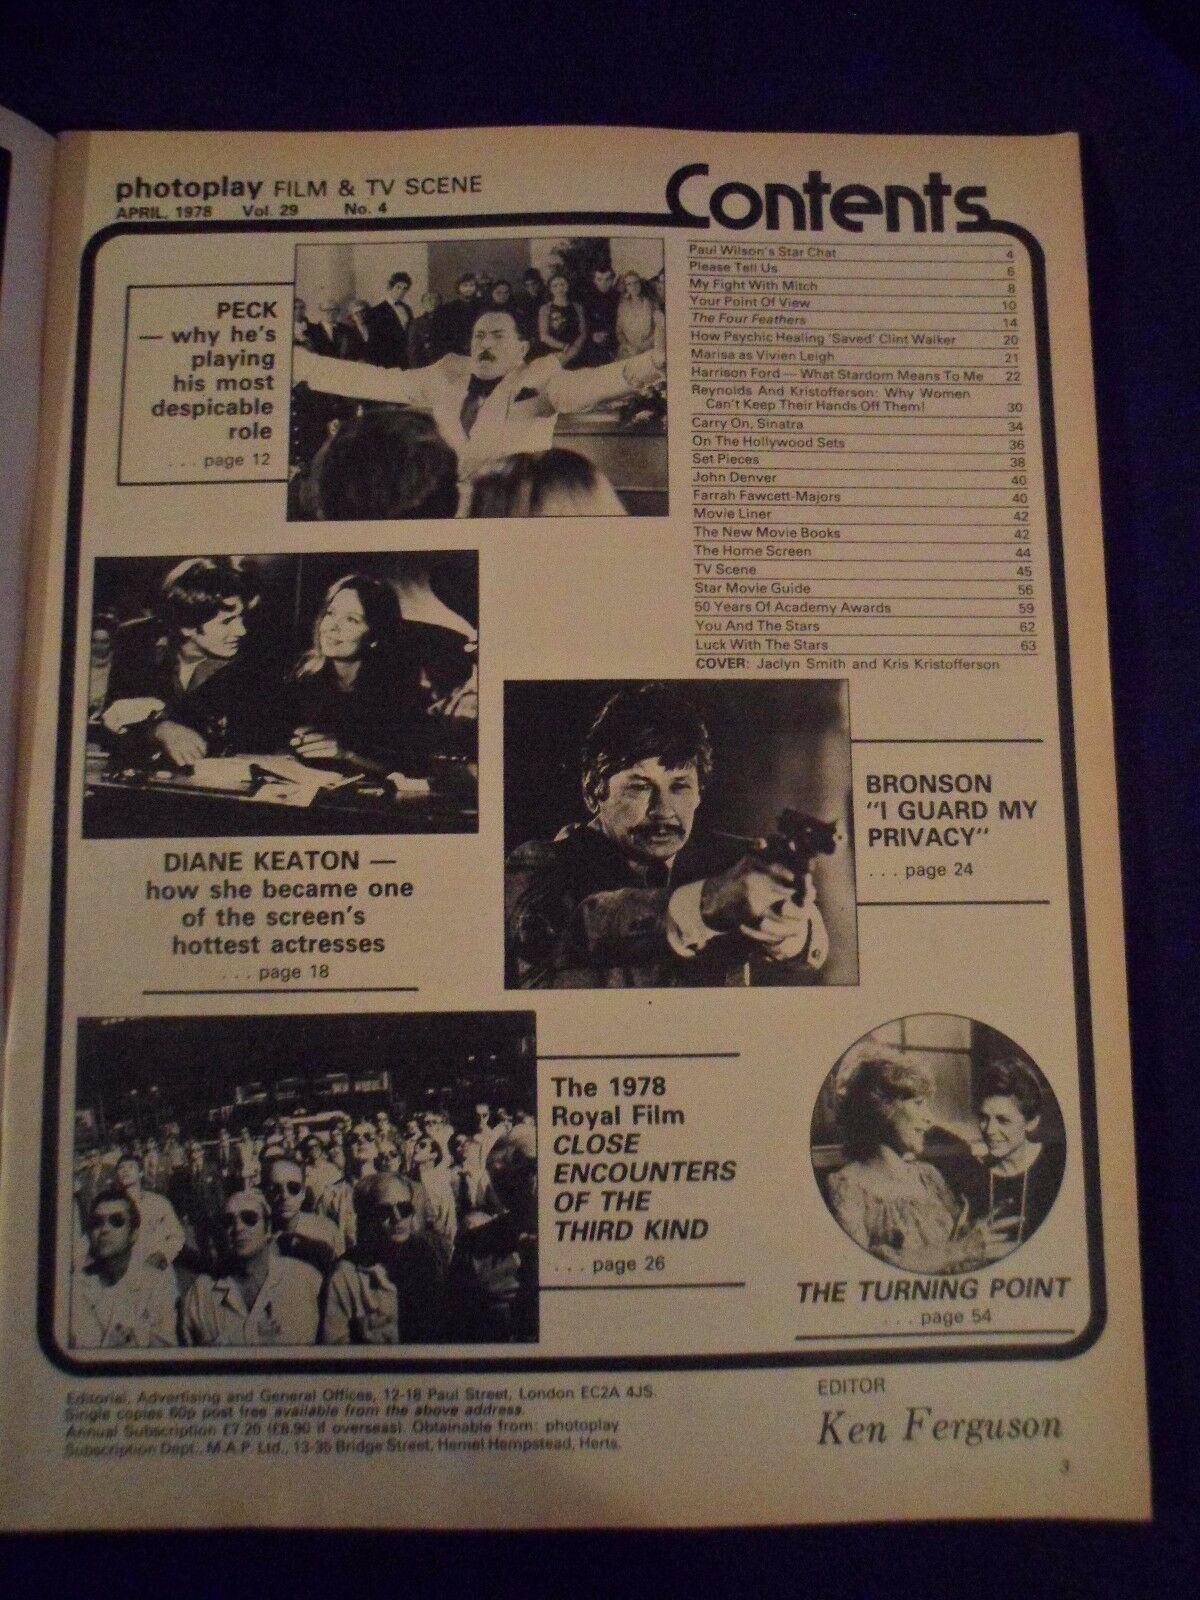 photoplay FILM & TV SCENE
APRIL, 1978 Vol. 29 No. 4
Contents
PECK
— why he's
playing
his most
despicable
role
. . . page 12
Paul Wilson's Star Chat 4
Please Tell Us 6
My Fight With Mitch 8
Your Point Of View 10
The Four Feathers 14
How Psychic Healing 'Saved' Clint Walker 20
Marisa as Vivien Leigh 21
Harrison Ford — What Stardom Means To Me 22
Reynolds And Kristofferson: Why Women
Can't Keep Their Hands Off Them! 30
Carry On, Sinatra 34
On The Hollywood Sets 36
Set Pieces 38
John Denver 40
Farrah Fawcett-Majors 40
Movie Liner 42
The New Movie Books 42
The Home Screen 44
TV Scene 45
Star Movie Guide 56
50 Years Of Academy Awards 59
You And The Stars 62
Luck With The Stars 63
COVER: Jaclyn Smith and Kris Kristofferson
DIANE KEATON —
how she became one
of the screen's
hottest actresses
. . . page 18
BRONSON
"I GUARD MY
PRIVACY"
. . . page 24
The 1978
Royal Film
CLOSE
ENCOUNTERS
OF THE
THIRD KIND
. . . page 26
THE TURNING POINT
. . . page 54
Editorial, Advertising and General Offices, 12-18 Paul Street, London EC2A 4JS.
Single copies 60p post free available from the above address.
Annual Subscription £7.20 (£8.90 if overseas). Obtainable from: photoplay
Subscription Dept., M.A.P. Ltd., 13-35 Bridge Street, Hemel Hempstead, Herts.
EDITOR
Ken Ferguson
3